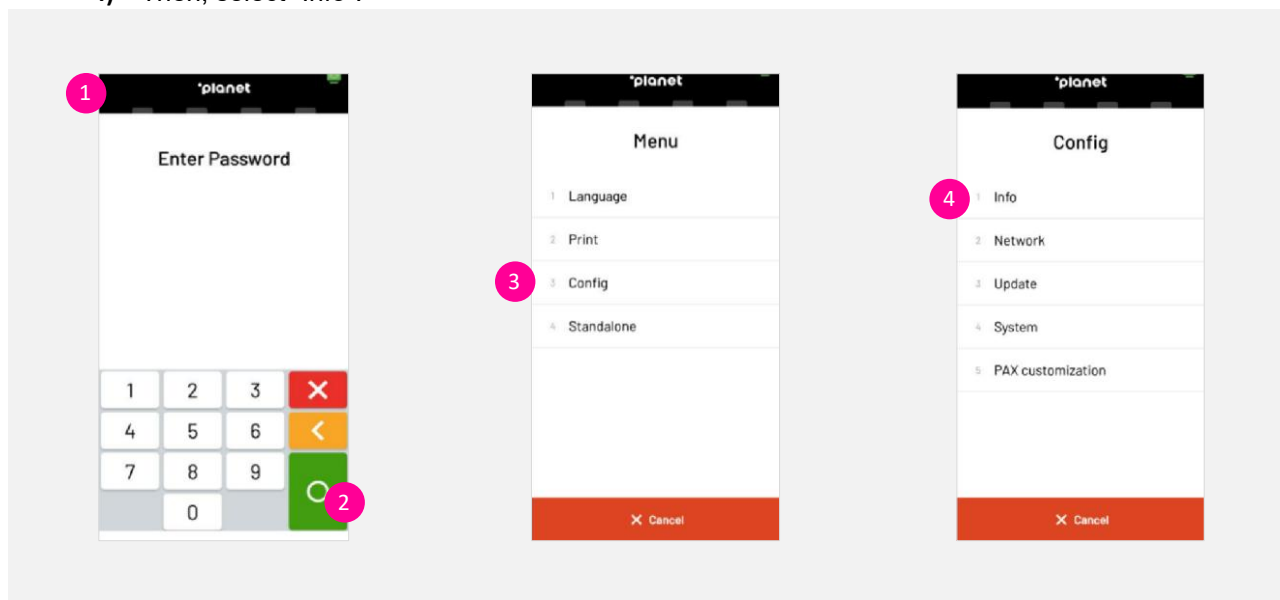 1
planet
Enter Password
1 2 3
4 5 6
7 8 9
0
2
planet
Menu
1 Language
2 Print
3
3 Config
4 Standalone
Cancel
planet
Config
4
1 Info
2 Network
3 Update
4 System
5 PAX customization
Cancel